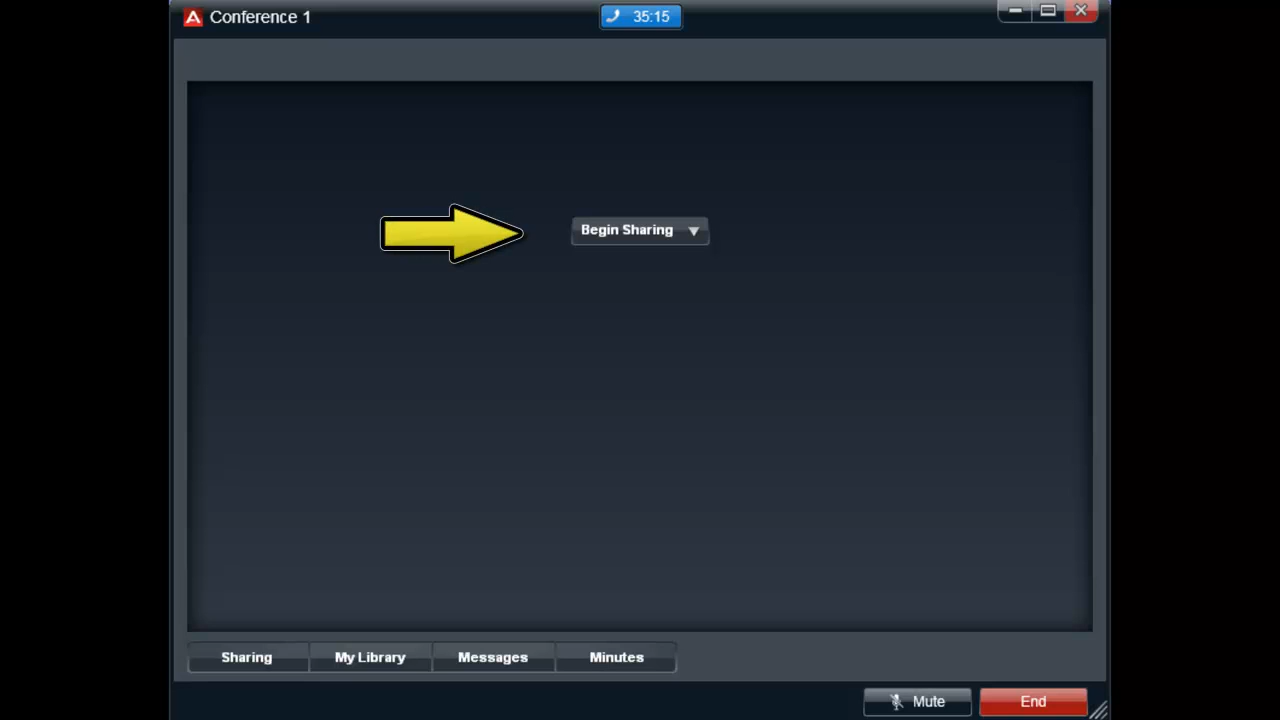 Conference 1
35:15
Begin Sharing
Sharing
My Library
Messages
Minutes
Mute
End